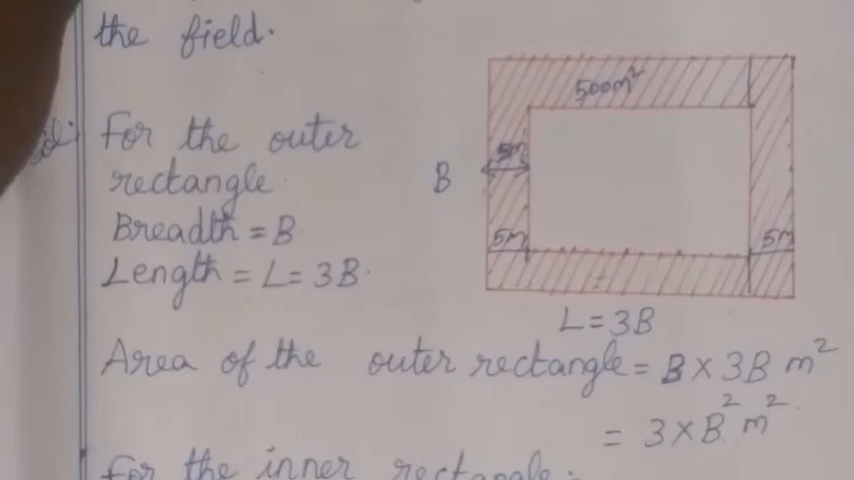 the field.
500m²
Sol:
For the outer
rectangle
B
5m
Breadth = B
5m
5m
Length = L = 3B.
L = 3B
Area of the outer rectangle = B × 3B m²
= 3 × B² m².
For the inner rectangle.